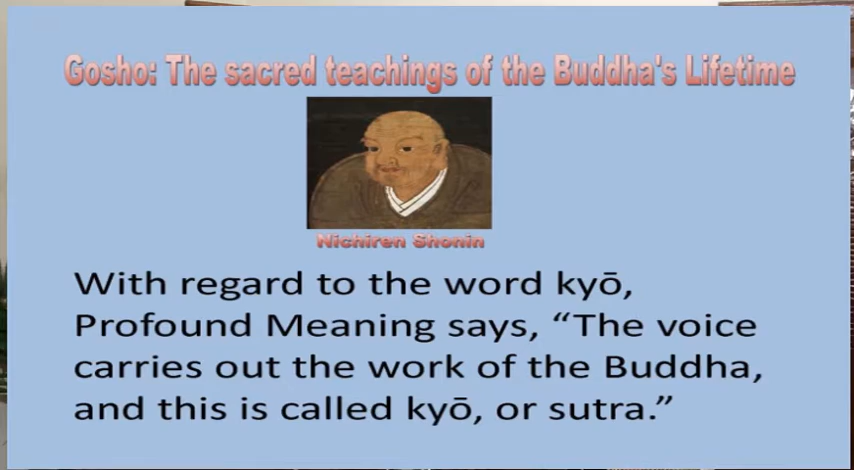 Gosho: The sacred teachings of the Buddha's Lifetime
Nichiren Shonin
With regard to the word kyō,
Profound Meaning says, “The voice
carries out the work of the Buddha,
and this is called kyō, or sutra.”